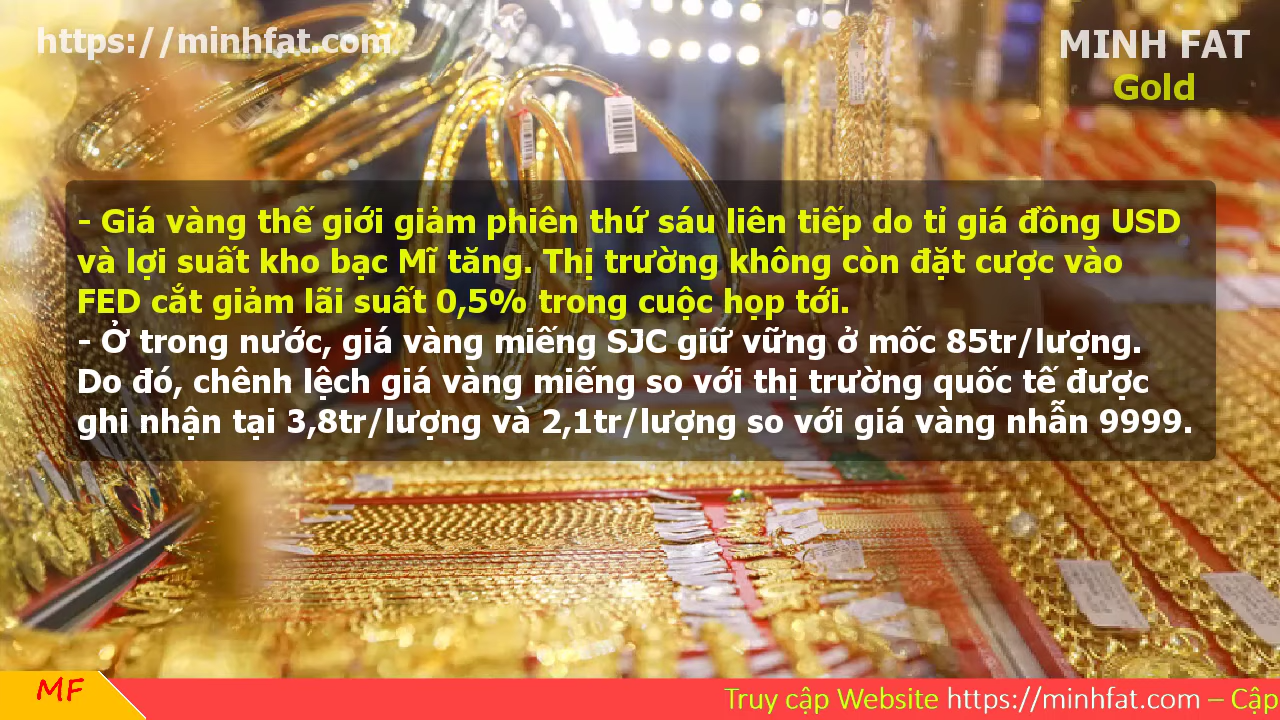 https://minhfat.com
MINH FAT
Gold
- Giá vàng thế giới giảm phiên thứ sáu liên tiếp do tỉ giá đồng USD
và lợi suất kho bạc Mĩ tăng. Thị trường không còn đặt cược vào
FED cắt giảm lãi suất 0,5% trong cuộc họp tới.
- Ở trong nước, giá vàng miếng SJC giữ vững ở mốc 85tr/lượng.
Do đó, chênh lệch giá vàng miếng so với thị trường quốc tế được
ghi nhận tại 3,8tr/lượng và 2,1tr/lượng so với giá vàng nhẫn 9999.
MF
Truy cập Website https://minhfat.com – Cập